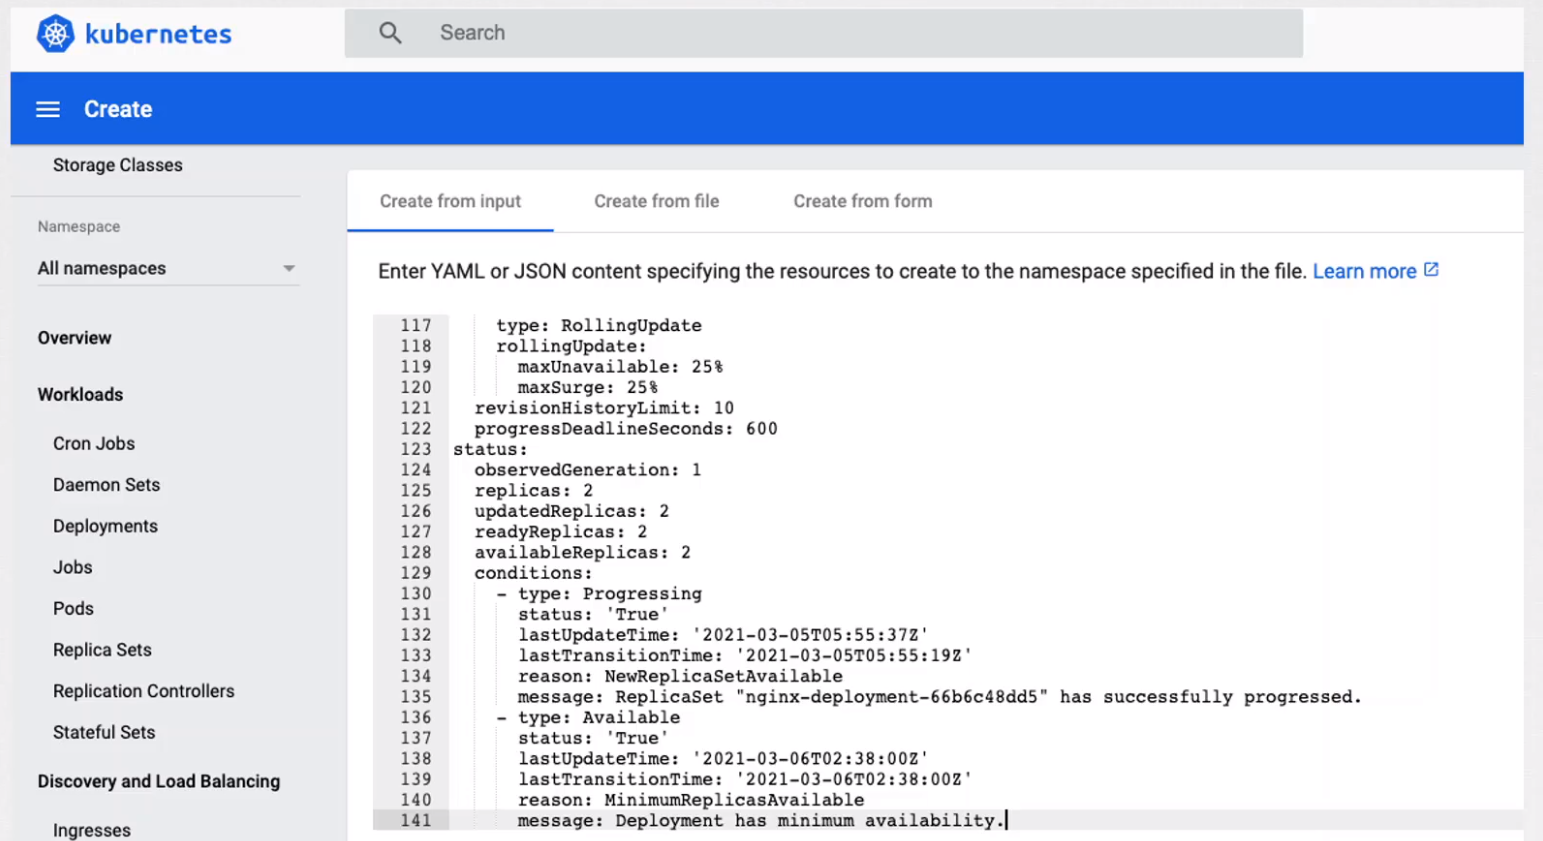 kubernetes
Search
Create
Storage Classes
Namespace
All namespaces
Overview
Workloads
Cron Jobs
Daemon Sets
Deployments
Jobs
Pods
Replica Sets
Replication Controllers
Stateful Sets
Discovery and Load Balancing
Ingresses
Create from input
Create from file
Create from form
Enter YAML or JSON content specifying the resources to create to the namespace specified in the file. Learn more
117 type: RollingUpdate
118 rollingUpdate:
119 maxUnavailable: 25%
120 maxSurge: 25%
121 revisionHistoryLimit: 10
122 progressDeadlineSeconds: 600
123 status:
124 observedGeneration: 1
125 replicas: 2
126 updatedReplicas: 2
127 readyReplicas: 2
128 availableReplicas: 2
129 conditions:
130 - type: Progressing
131 status: 'True'
132 lastUpdateTime: '2021-03-05T05:55:37Z'
133 lastTransitionTime: '2021-03-05T05:55:19Z'
134 reason: NewReplicaSetAvailable
135 message: ReplicaSet "nginx-deployment-66b6c48dd5" has successfully progressed.
136 - type: Available
137 status: 'True'
138 lastUpdateTime: '2021-03-06T02:38:00Z'
139 lastTransitionTime: '2021-03-06T02:38:00Z'
140 reason: MinimumReplicasAvailable
141 message: Deployment has minimum availability.